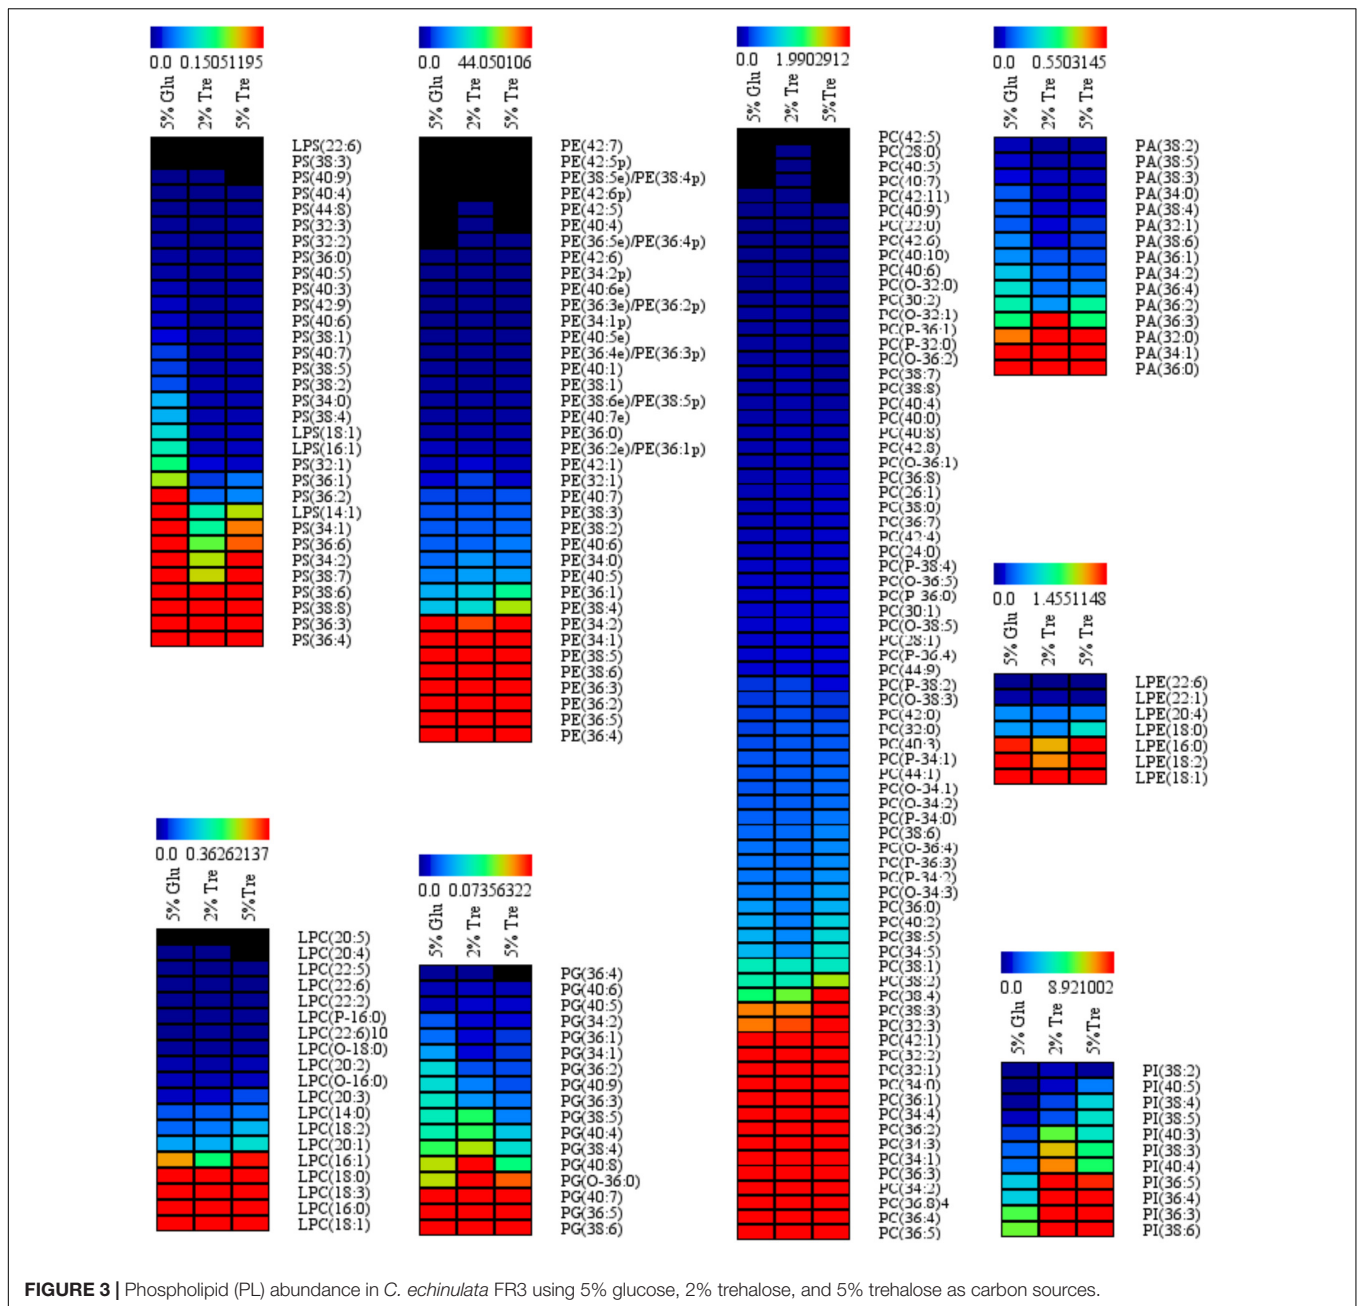 0.0 0.15051195
5% Glu
2% Tre
5% Tre
LPS(22:6)
PS(38:3)
PS(40:9)
PS(40:4)
PS(44:8)
PS(32:3)
PS(32:2)
PS(36:0)
PS(40:5)
PS(40:3)
PS(42:9)
PS(40:6)
PS(38:1)
PS(40:7)
PS(38:5)
PS(38:2)
PS(34:0)
PS(38:4)
LPS(18:1)
LPS(16:1)
PS(32:1)
PS(36:1)
PS(36:2)
LPS(14:1)
PS(34:1)
PS(36:6)
PS(34:2)
PS(38:7)
PS(38:6)
PS(38:8)
PS(36:3)
PS(36:4)
0.0 44.050106
5% Glu
2% Tre
5% Tre
PE(42:7)
PE(42:5p)
PE(38:5e)/PE(38:4p)
PE(42:6p)
PE(42:5)
PE(40:4)
PE(36:5e)/PE(36:4p)
PE(42:6)
PE(34:2p)
PE(40:6e)
PE(36:3e)/PE(36:2p)
PE(34:1p)
PE(40:5e)
PE(36:4e)/PE(36:3p)
PE(40:1)
PE(38:1)
PE(38:6e)/PE(38:5p)
PE(40:7e)
PE(36:0)
PE(36:2e)/PE(36:1p)
PE(42:1)
PE(32:1)
PE(40:7)
PE(38:3)
PE(38:2)
PE(40:6)
PE(34:0)
PE(40:5)
PE(36:1)
PE(38:4)
PE(34:2)
PE(34:1)
PE(38:5)
PE(38:6)
PE(36:3)
PE(36:2)
PE(36:5)
PE(36:4)
0.0 1.9902912
5% Glu
2% Tre
5%Tre
PC(42:5)
PC(28:0)
PC(40:5)
PC(40:7)
PC(42:11)
PC(40:9)
PC(22:0)
PC(42:6)
PC(40:10)
PC(40:6)
PC(O-32:0)
PC(30:2)
PC(O-32:1)
PC(P-36:1)
PC(P-32:0)
PC(O-36:2)
PC(38:7)
PC(38:8)
PC(40:4)
PC(40:0)
PC(40:8)
PC(42:8)
PC(O-36:1)
PC(36:8)
PC(26:1)
PC(38:0)
PC(36:7)
PC(42:4)
PC(24:0)
PC(P-38:4)
PC(O-36:5)
PC(P-36:0)
PC(30:1)
PC(O-38:5)
PC(28:1)
PC(P-36.4)
PC(44:9)
PC(P-38:2)
PC(O-38:3)
PC(42:0)
PC(32:0)
PC(40:3)
PC(P-34:1)
PC(44:1)
PC(O-34.1)
PC(O-34:2)
PC(P-34:0)
PC(38:6)
PC(O-36:4)
PC(P-36:3)
PC(P-34:2)
PC(O-34:3)
PC(36:0)
PC(40:2)
PC(38:5)
PC(34:5)
PC(38:1)
PC(38:2)
PC(38:4)
PC(38:3)
PC(32:3)
PC(42:1)
PC(32:2)
PC(32:1)
PC(34:0)
PC(36:1)
PC(34:4)
PC(36:2)
PC(34:3)
PC(34:1)
PC(36:3)
PC(34:2)
PC(36.8)4
PC(36:4)
PC(36:5)
0.0 0.5503145
5% Glu
2% Tre
5% Tre
PA(38:2)
PA(38:5)
PA(38:3)
PA(34:0)
PA(38:4)
PA(32:1)
PA(38:6)
PA(36:1)
PA(34:2)
PA(36:4)
PA(36:2)
PA(36:3)
PA(32:0)
PA(34:1)
PA(36:0)
0.0 1.4551148
5% Glu
2% Tre
5% Tre
LPE(22:6)
LPE(22:1)
LPE(20:4)
LPE(18:0)
LPE(16:0)
LPE(18:2)
LPE(18:1)
0.0 0.36262137
5% Glu
2% Tre
5%Tre
LPC(20:5)
LPC(20:4)
LPC(22:5)
LPC(22:6)
LPC(22:2)
LPC(P-16:0)
LPC(22:6)10
LPC(O-18:0)
LPC(20:2)
LPC(O-16:0)
LPC(20:3)
LPC(14:0)
LPC(18:2)
LPC(20:1)
LPC(16:1)
LPC(18:0)
LPC(18:3)
LPC(16:0)
LPC(18:1)
0.0 0.07356322
5% Glu
2% Tre
5% Tre
PG(36:4)
PG(40:6)
PG(40:5)
PG(34:2)
PG(36:1)
PG(34:1)
PG(36:2)
PG(40:9)
PG(36:3)
PG(38:5)
PG(40:4)
PG(38:4)
PG(40:8)
PG(O-36:0)
PG(40:7)
PG(36:5)
PG(38:6)
0.0 8.921002
5% Glu
2% Tre
5%Tre
PI(38:2)
PI(40:5)
PI(38:4)
PI(38:5)
PI(40:3)
PI(38:3)
PI(40:4)
PI(36:5)
PI(36:4)
PI(36:3)
PI(38:6)
FIGURE 3 | Phospholipid (PL) abundance in C. echinulata FR3 using 5% glucose, 2% trehalose, and 5% trehalose as carbon sources.